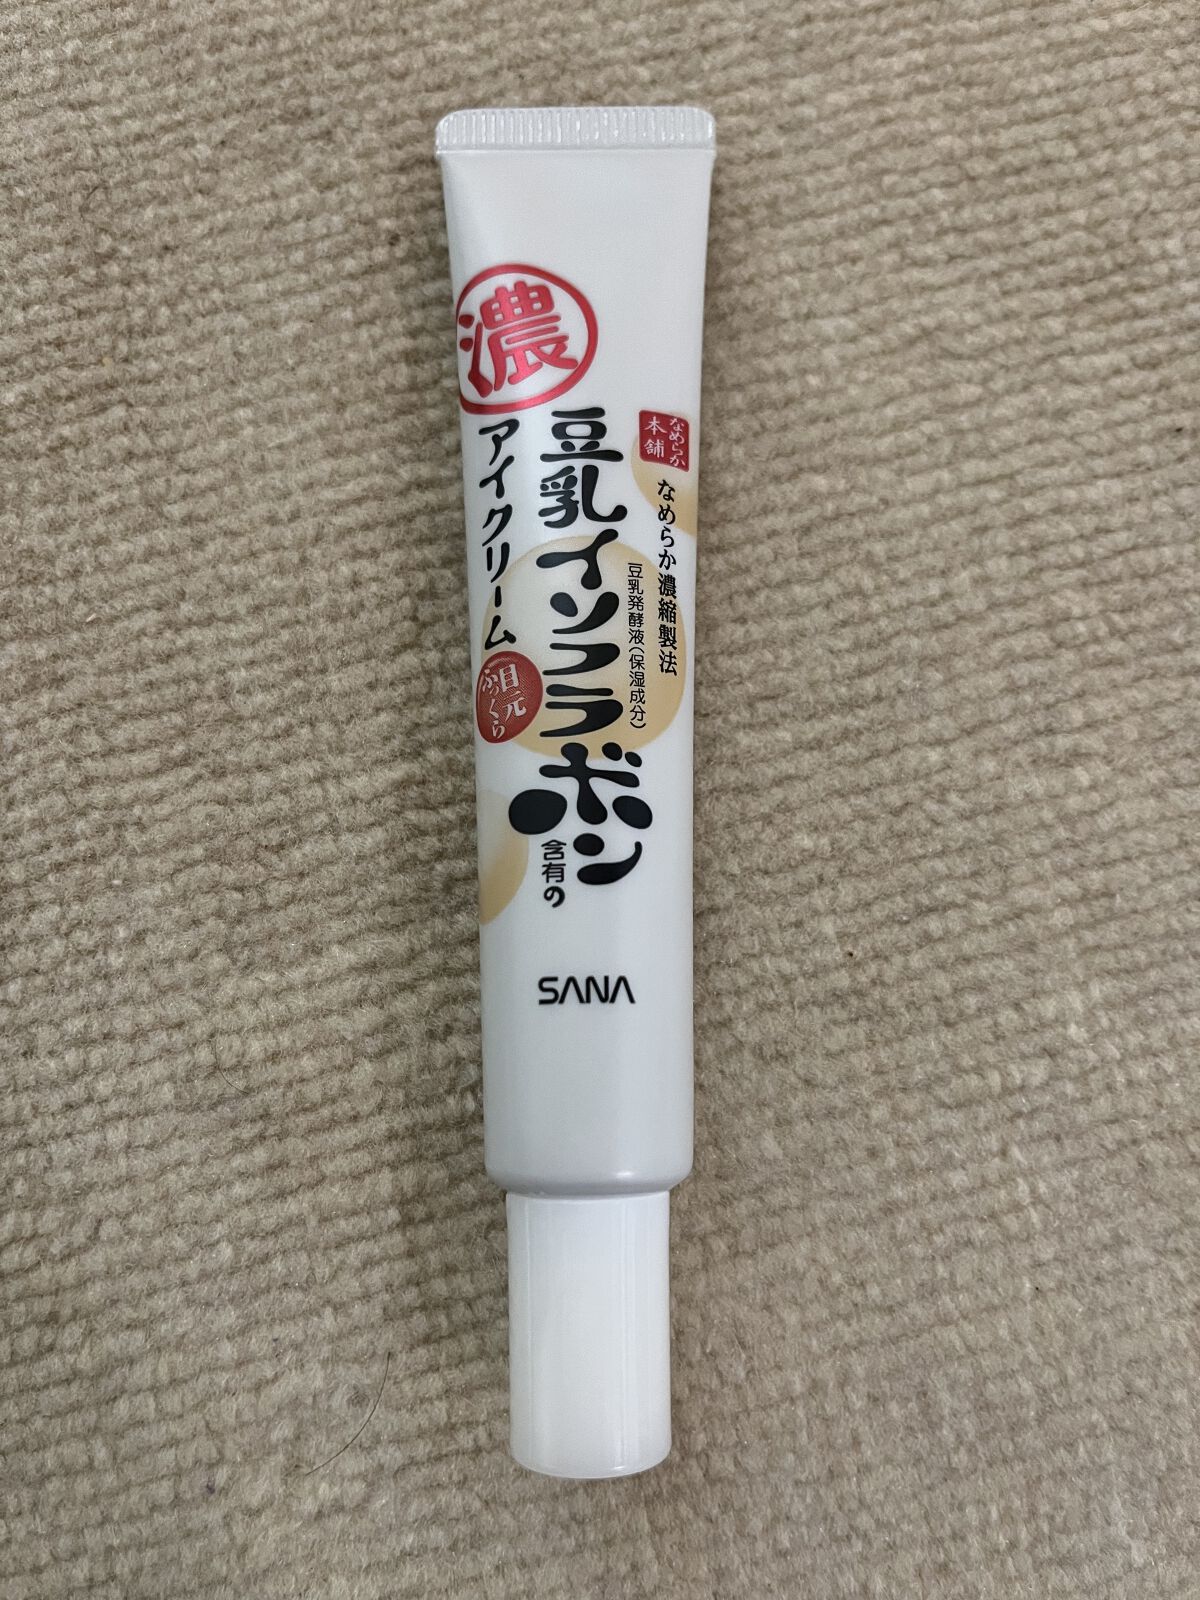 なめらか
本舗
なめらか濃縮製法
豆乳発酵液(保湿成分)
豆乳イソフラボン
含有の
濃
アイクリーム
目元
ふっくら
SANA